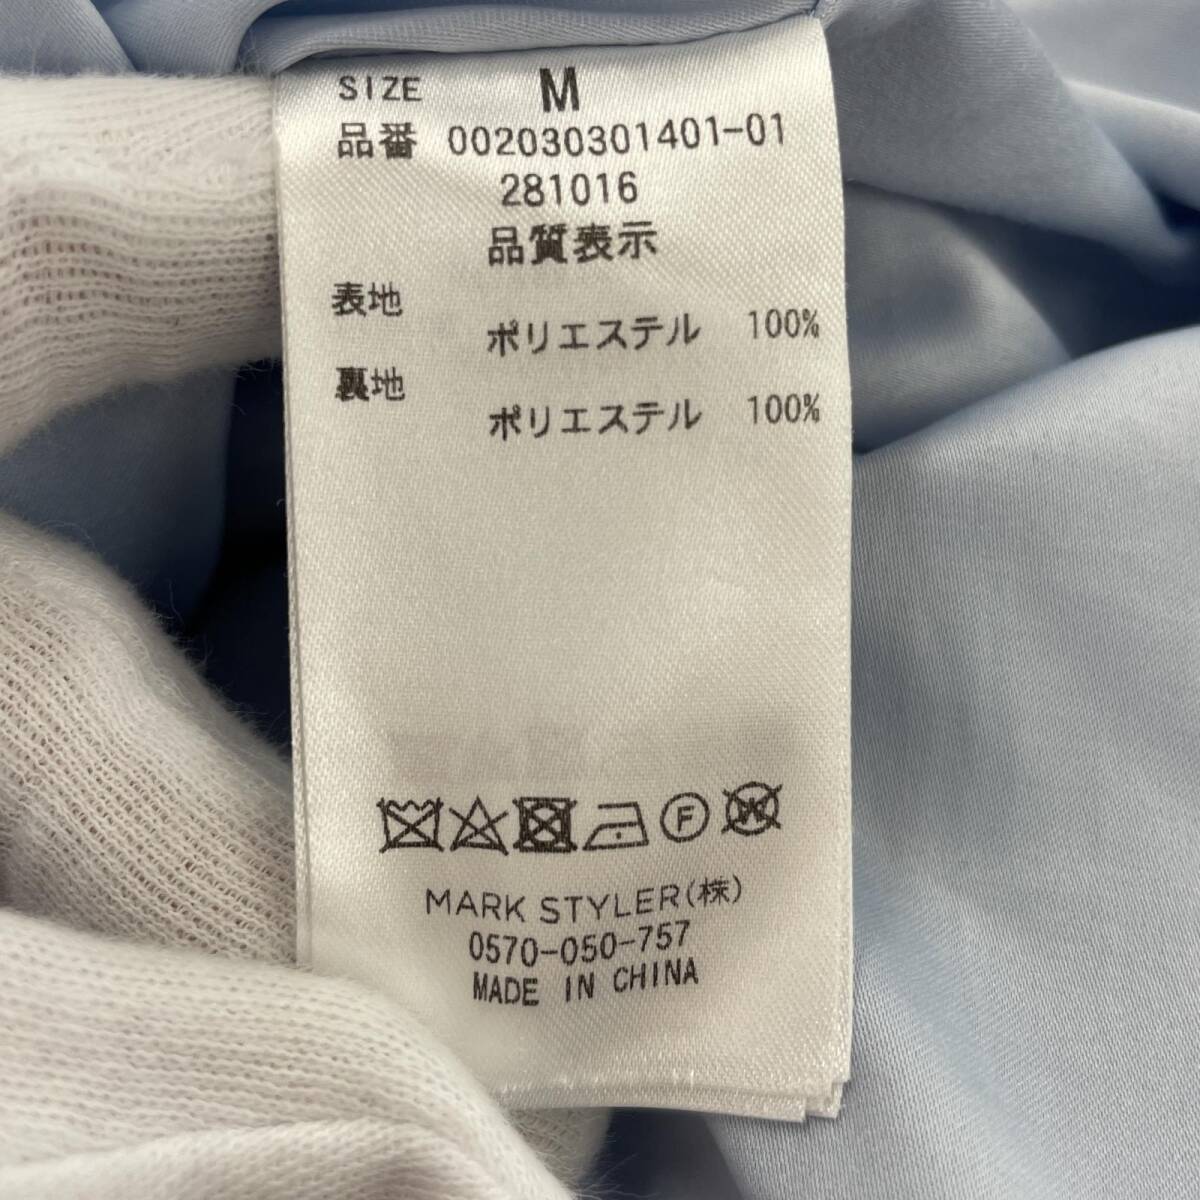 SIZE M
品番 002030301401-01
281016
品質表示
表地
ポリエステル 100%
裏地
ポリエステル 100%
F W
MARK STYLER(株)
0570-050-757
MADE IN CHINA